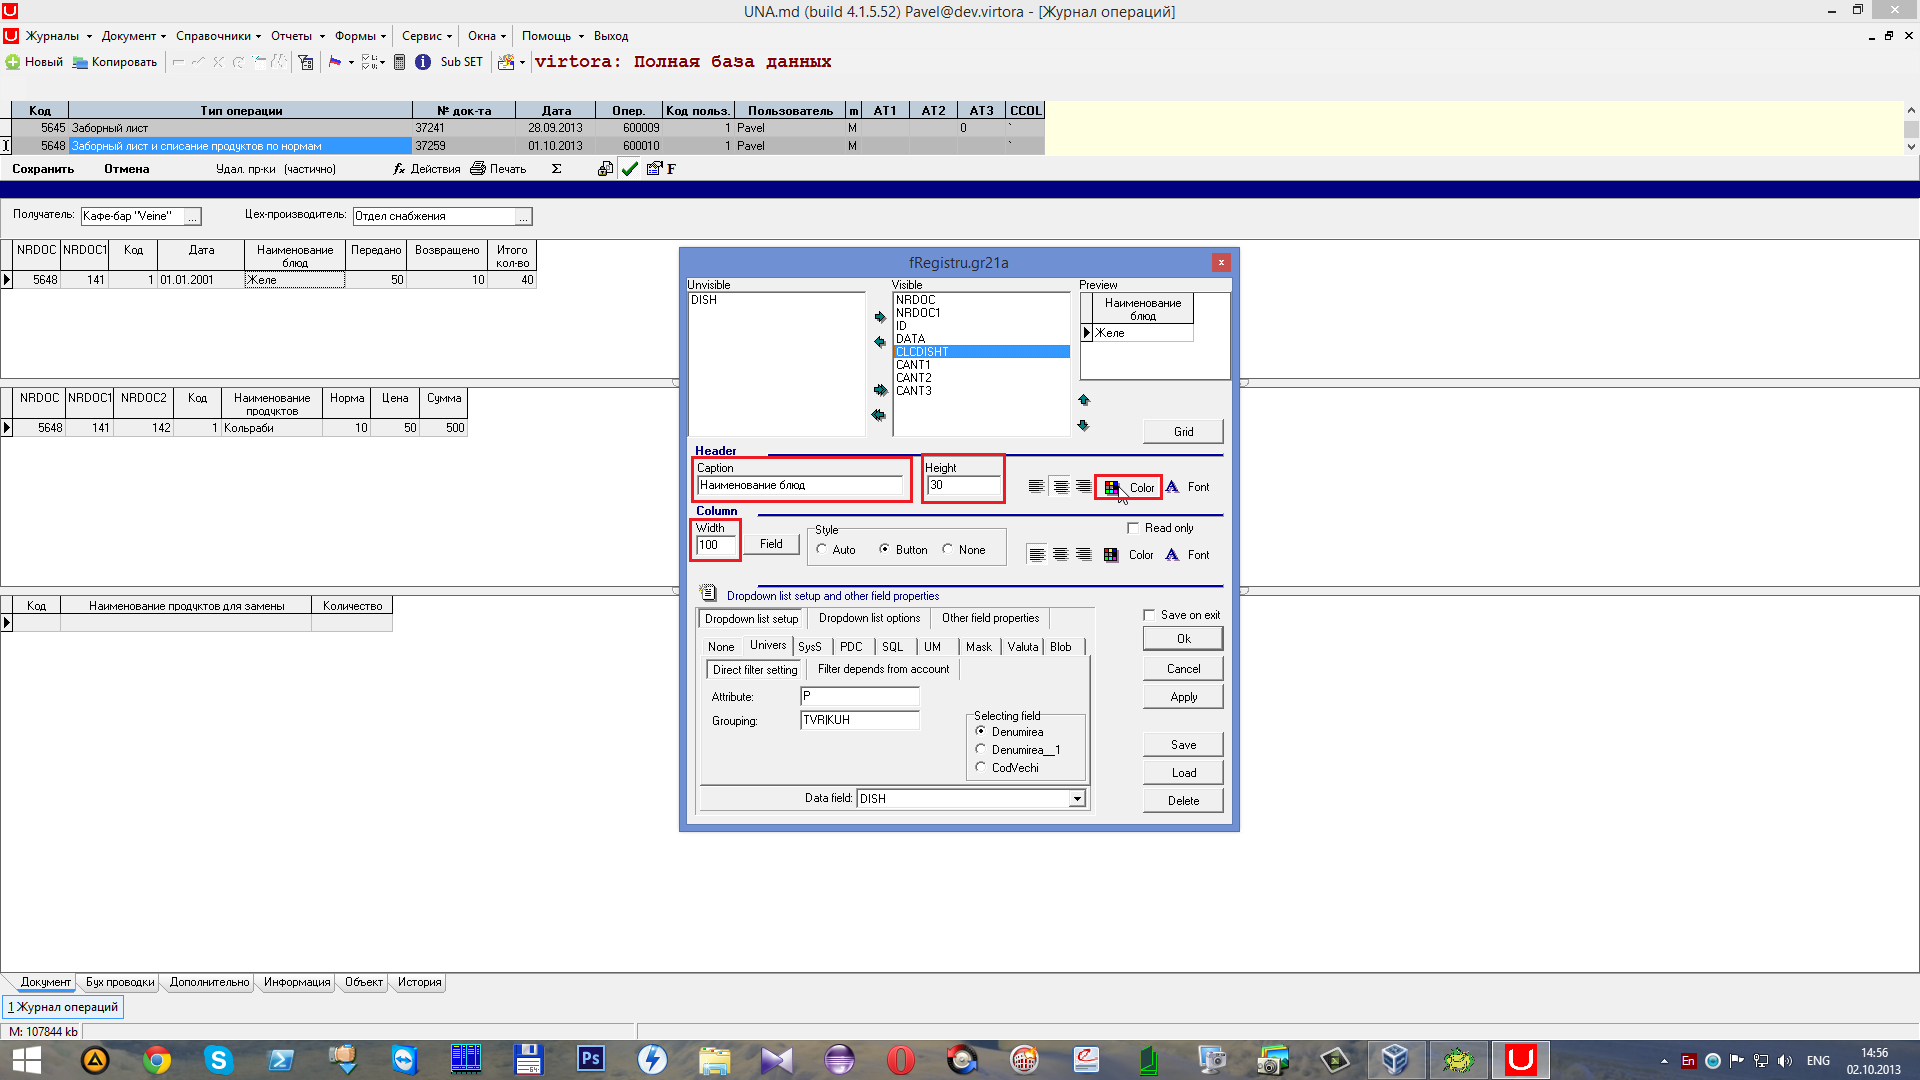 UNA.md (build 4.1.5.52) Pavel@dev.virtora - [Журнал операций]
Журналы Документ Справочники Отчеты Формы Сервис Окна Помощь Выход
Новый Копировать Sub SET virtora: Полная база данных
Код Тип операции № док-та Дата Опер. Код польз. Пользователь m AT1 AT2 AT3 CCOL
5645 Заборный лист 37241 28.09.2013 600009 1 Pavel M 0 `
5648 Заборный лист и списание продуктов по нормам 37259 01.10.2013 600010 1 Pavel M `
Сохранить Отмена Удал. пр-ки (частично) fx Действия Печать Σ F
Получатель: Кафе-бар "Veine" ... Цех-производитель: Отдел снабжения ...
NRDOC NRDOC1 Код Дата Наименование блюд Передано Возвращено Итого кол-во
5648 141 1 01.01.2001 Желе 50 10 40
NRDOC NRDOC1 NRDOC2 Код Наименование продуктов Норма Цена Сумма
5648 141 142 1 Кольраби 10 50 500
Код Наименование продуктов для замены Количество
fRegistru.gr21a
x
Unvisible Visible Preview
DISH
NRDOC
NRDOC1
ID
DATA
CLCDISHT
CANT1
CANT2
CANT3
Наименование
блюд
Желе
Grid
Header
Caption Height
Наименование блюд 30 Color Font
Column
Width Style Read only
100 Field Auto Button None Color Font
Dropdown list setup and other field properties
Dropdown list setup Dropdown list options Other field properties
None Univers SysS PDC SQL UM Mask Valuta Blob
Direct filter setting Filter depends from account
Attribute: P
Grouping: TVR|KUH
Selecting field
Denumirea
Denumirea__1
CodVechi
Data field: DISH
Save on exit
Ok
Cancel
Apply
Save
Load
Delete
Документ Бух проводки Дополнительно Информация Объект История
1 Журнал операций
M: 107844 kb
Ps
En ENG 14:56
02.10.2013